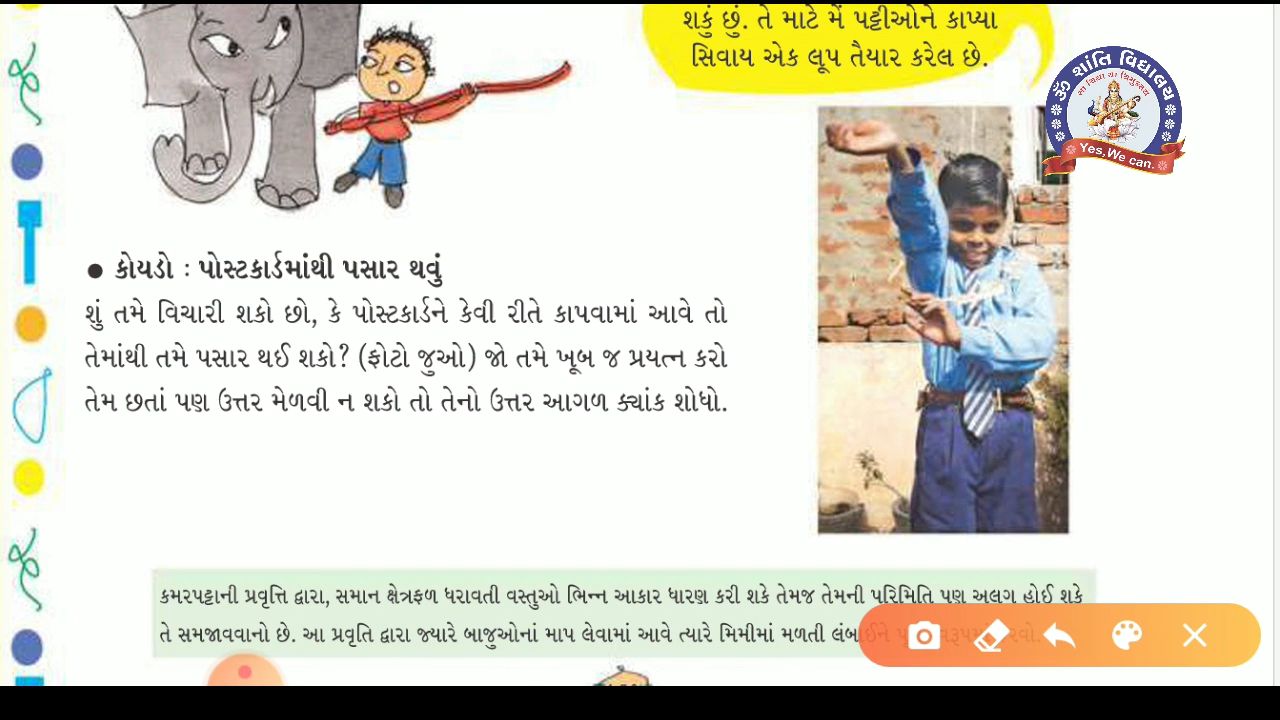 શકું છું. તે માટે મેં પટ્ટીઓને કાપ્યા
સિવાય એક લૂપ તૈયાર કરેલ છે.
ૐ શાંતિ વિદ્યાલય
Yes,We can.
● કોયડો : પોસ્ટકાર્ડમાંથી પસાર થવું
શું તમે વિચારી શકો છો, કે પોસ્ટકાર્ડને કેવી રીતે કાપવામાં આવે તો
તેમાંથી તમે પસાર થઈ શકો? (ફોટો જુઓ) જો તમે ખૂબ જ પ્રયત્ન કરો
તેમ છતાં પણ ઉત્તર મેળવી ન શકો તો તેનો ઉત્તર આગળ ક્યાંક શોધો.
કમરપટ્ટાની પ્રવૃત્તિ દ્વારા, સમાન ક્ષેત્રફળ ધરાવતી વસ્તુઓ ભિન્ન આકાર ધારણ કરી શકે તેમજ તેમની પરિમિતિ પણ અલગ હોઈ શકે
તે સમજાવવાનો છે. આ પ્રવૃતિ દ્વારા જ્યારે બાજુઓનાં માપ લેવામાં આવે ત્યારે મિમીમાં મળતી